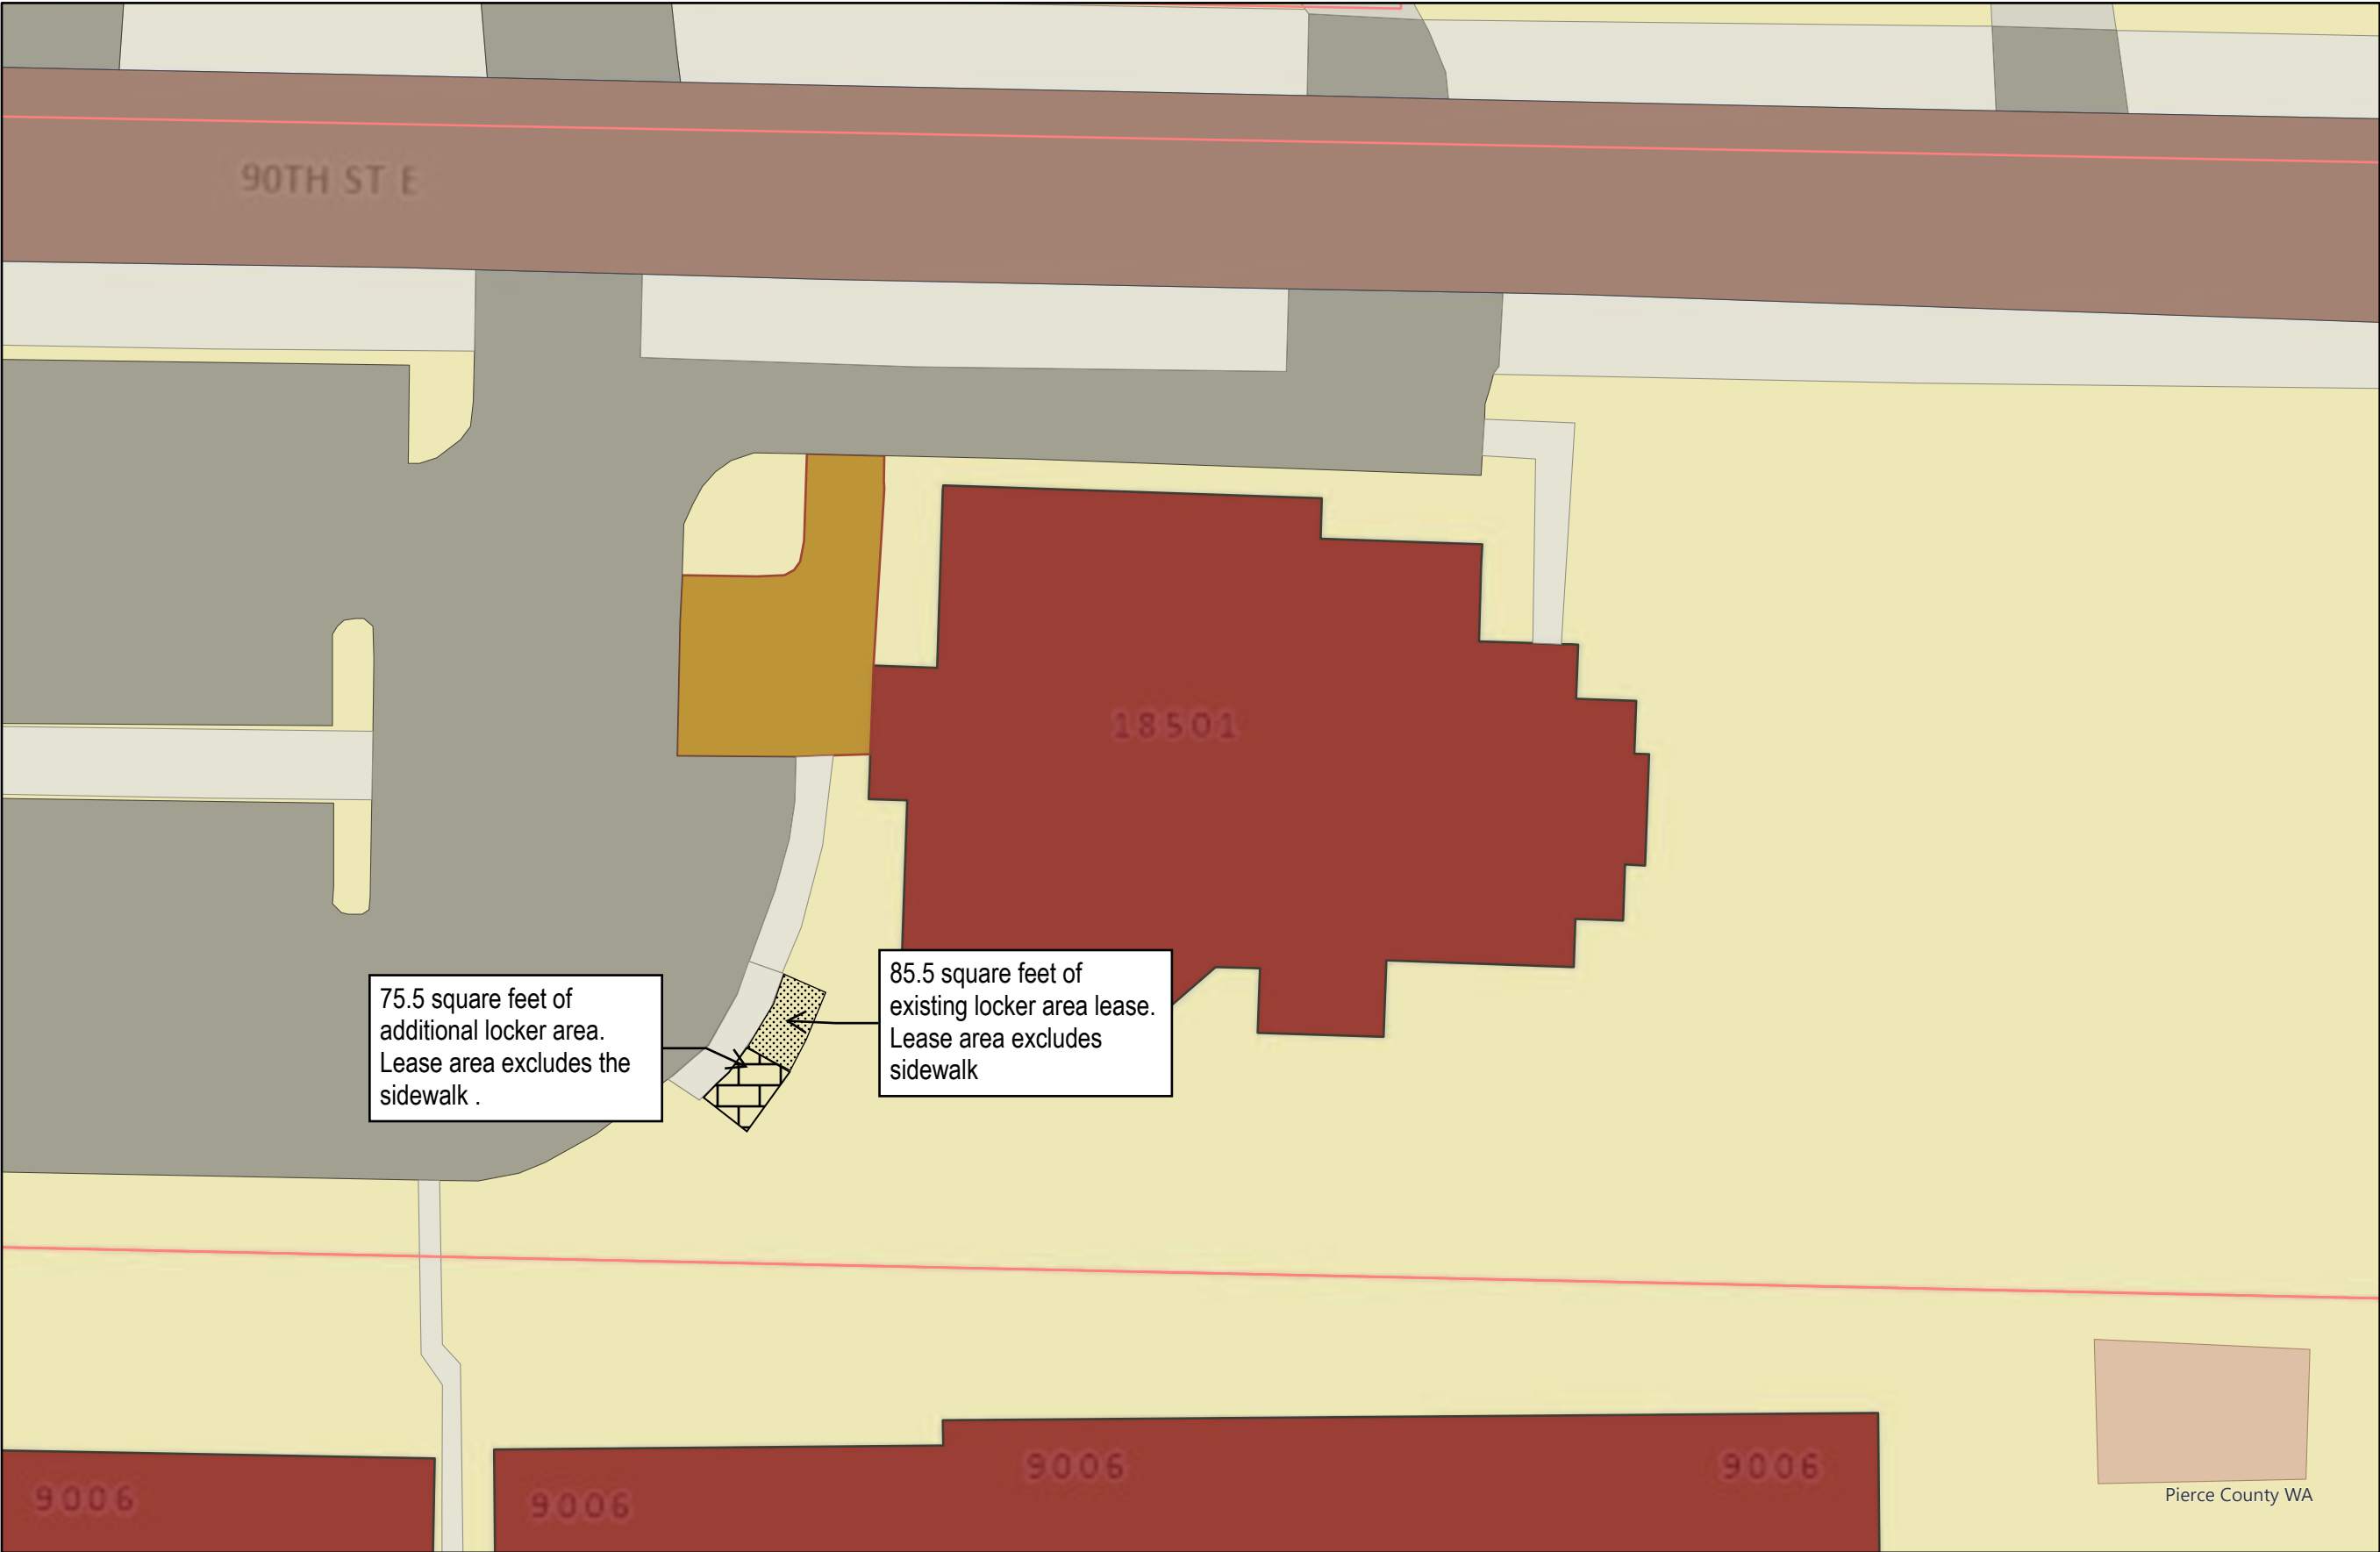 90TH ST E
18501
75.5 square feet of
additional locker area.
Lease area excludes the
sidewalk .
85.5 square feet of
existing locker area lease.
Lease area excludes
sidewalk
9006
9006
9006
9006
Pierce County WA